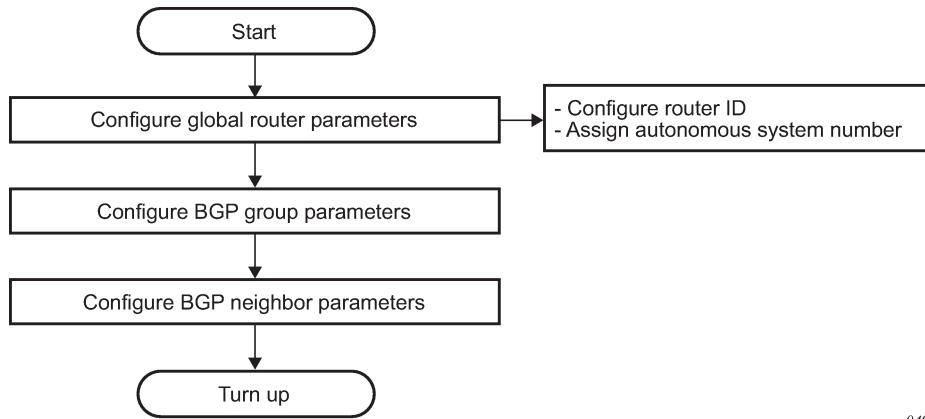 Start
Configure global router parameters
- Configure router ID
- Assign autonomous system number
Configure BGP group parameters
Configure BGP neighbor parameters
Turn up